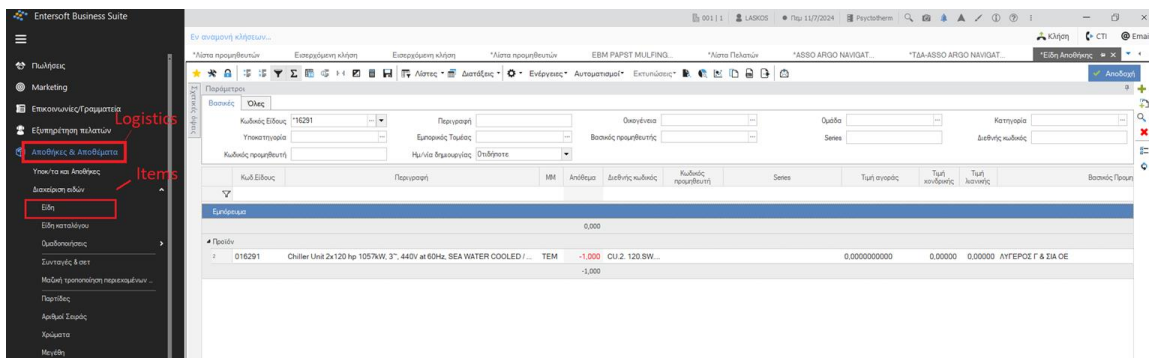 Entersoft Business Suite
001 | 1 LASKOS Πεμ 11/7/2024 Psyctotherm
Εν αναμονή κλήσεων...
Κλήση CTI Emai
*Λίστα προμηθευτών Εισερχόμενη κλήση Εισερχόμενη κλήση *Λίστα προμηθευτών EBM PAPST MULFING... *Λίστα Πελατών *ASSO ARGO NAVIGAT... *ΤΔΑ-ASSO ARGO NAVIGAT... *Είδη Αποθήκης
Λίστες Διατάξεις Ενέργειες Αυτοματισμοί Εκτυπώσεις Αποδοχή
Πωλήσεις
Marketing
Επικοινωνίες/Γραμματεία
Εξυπηρέτηση πελατών
Logistics
Αποθήκες & Αποθέματα
Υποκ/τα και Αποθήκες
Items
Διαχείριση ειδών
Είδη
Είδη καταλόγου
Ομαδοποιήσεις
Συνταγές & σετ
Μαζική τροποποίηση περιεχομένων ...
Παρτίδες
Αριθμοί Σειράς
Χρώματα
Μεγέθη
Παράμετροι
Βασικές Όλες
Κωδικός Είδους *16291 Περιγραφή Οικογένεια Ομάδα Κατηγορία
Υποκατηγορία Εμπορικός Τομέας Βασικός προμηθευτής Series Διεθνής κωδικός
Κωδικός προμηθευτή Ημ/νία δημιουργίας Οτιδήποτε
Κωδ.Είδους Περιγραφή ΜΜ Απόθεμα Διεθνής κωδικός Κωδικός προμηθευτή Series Τιμή αγοράς Τιμή χονδρικής Τιμή λιανικής Βασικός Προμη
Εμπόρευμα
0,000
Προϊόν
016291 Chiller Unit 2x120 hp 1057kW, 3~, 440V at 60Hz, SEA WATER COOLED /... ΤΕΜ -1,000 CU.2. 120.SW... 0,0000000000 0,00000 0,00000 ΛΥΓΕΡΟΣ Γ & ΣΙΑ ΟΕ
-1,000